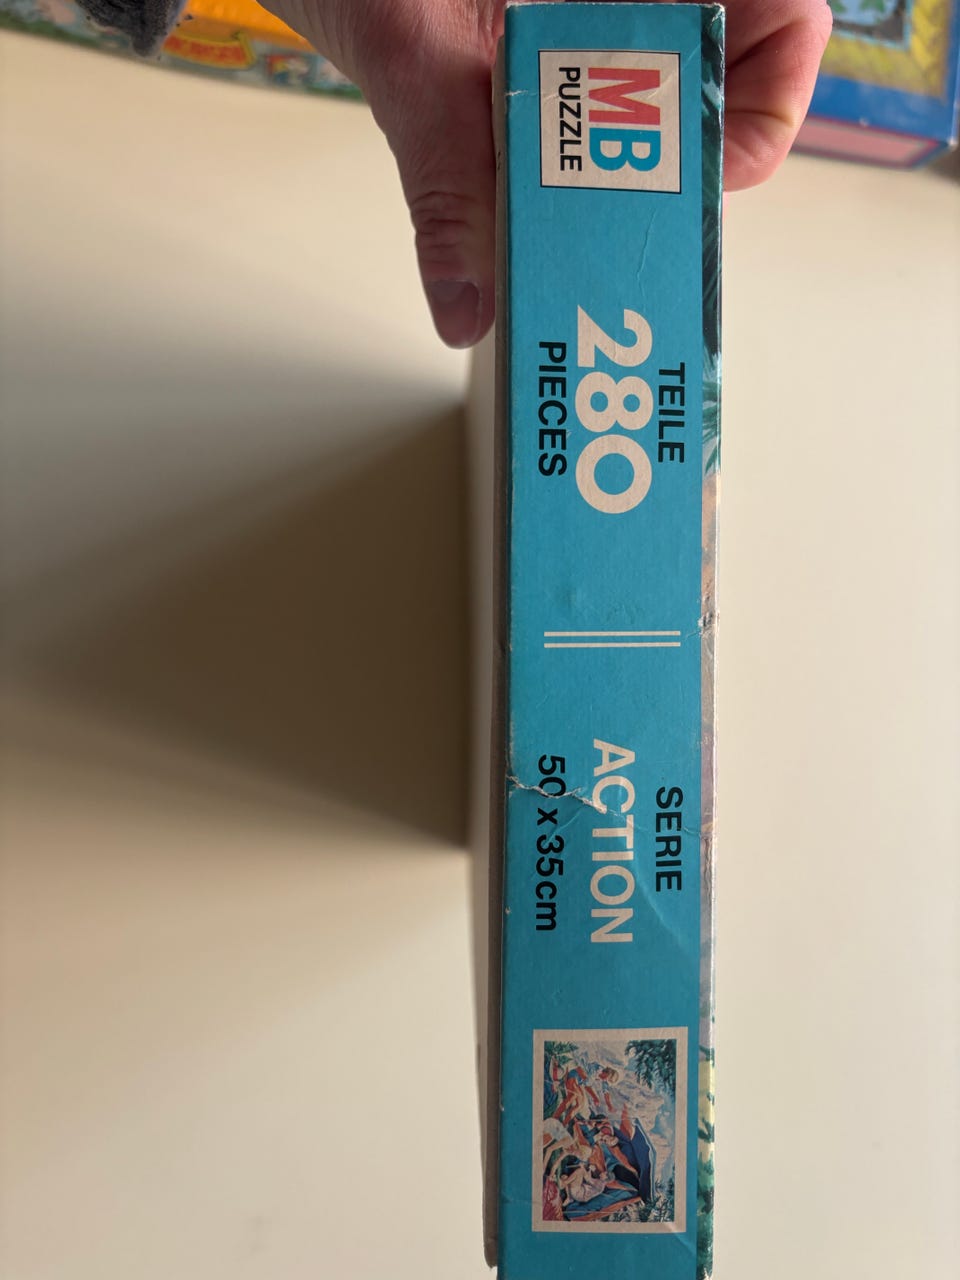 MB
PUZZLE
TEILE
280
PIECES
SERIE
ACTION
50 x 35cm